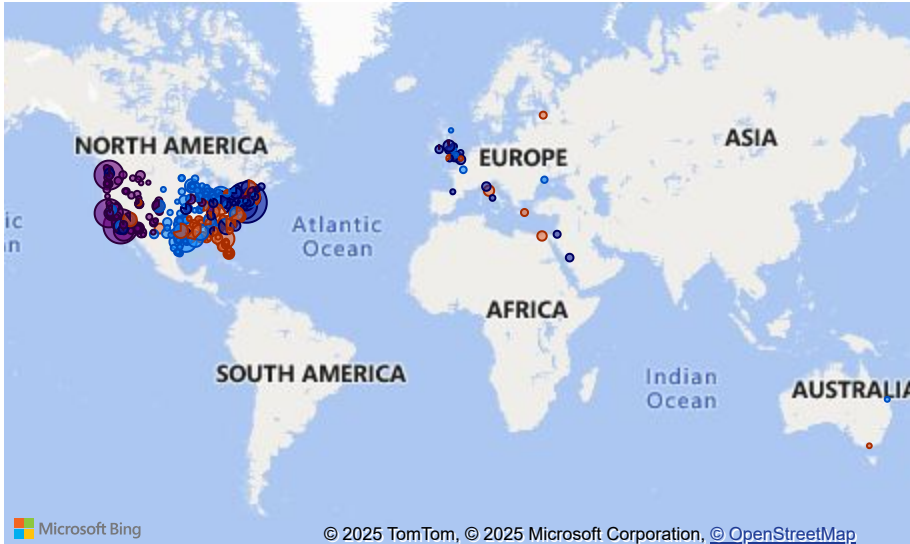 NORTH AMERICA
EUROPE
ASIA
Atlantic
Ocean
AFRICA
SOUTH AMERICA
Indian
Ocean
AUSTRALIA
Microsoft Bing
© 2025 TomTom, © 2025 Microsoft Corporation, © OpenStreetMap